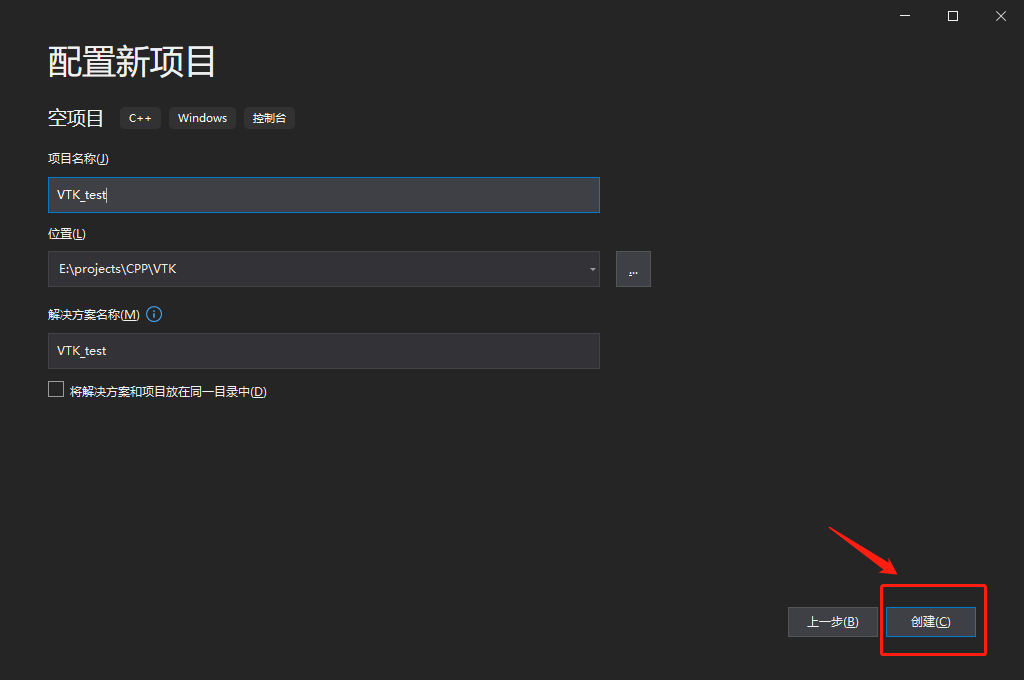 配置新项目
空项目 C++ Windows 控制台
项目名称(J)
VTK_test
位置(L)
E:\projects\CPP\VTK
...
解决方案名称(M)
VTK_test
将解决方案和项目放在同一目录中(D)
上一步(B) 创建(C)